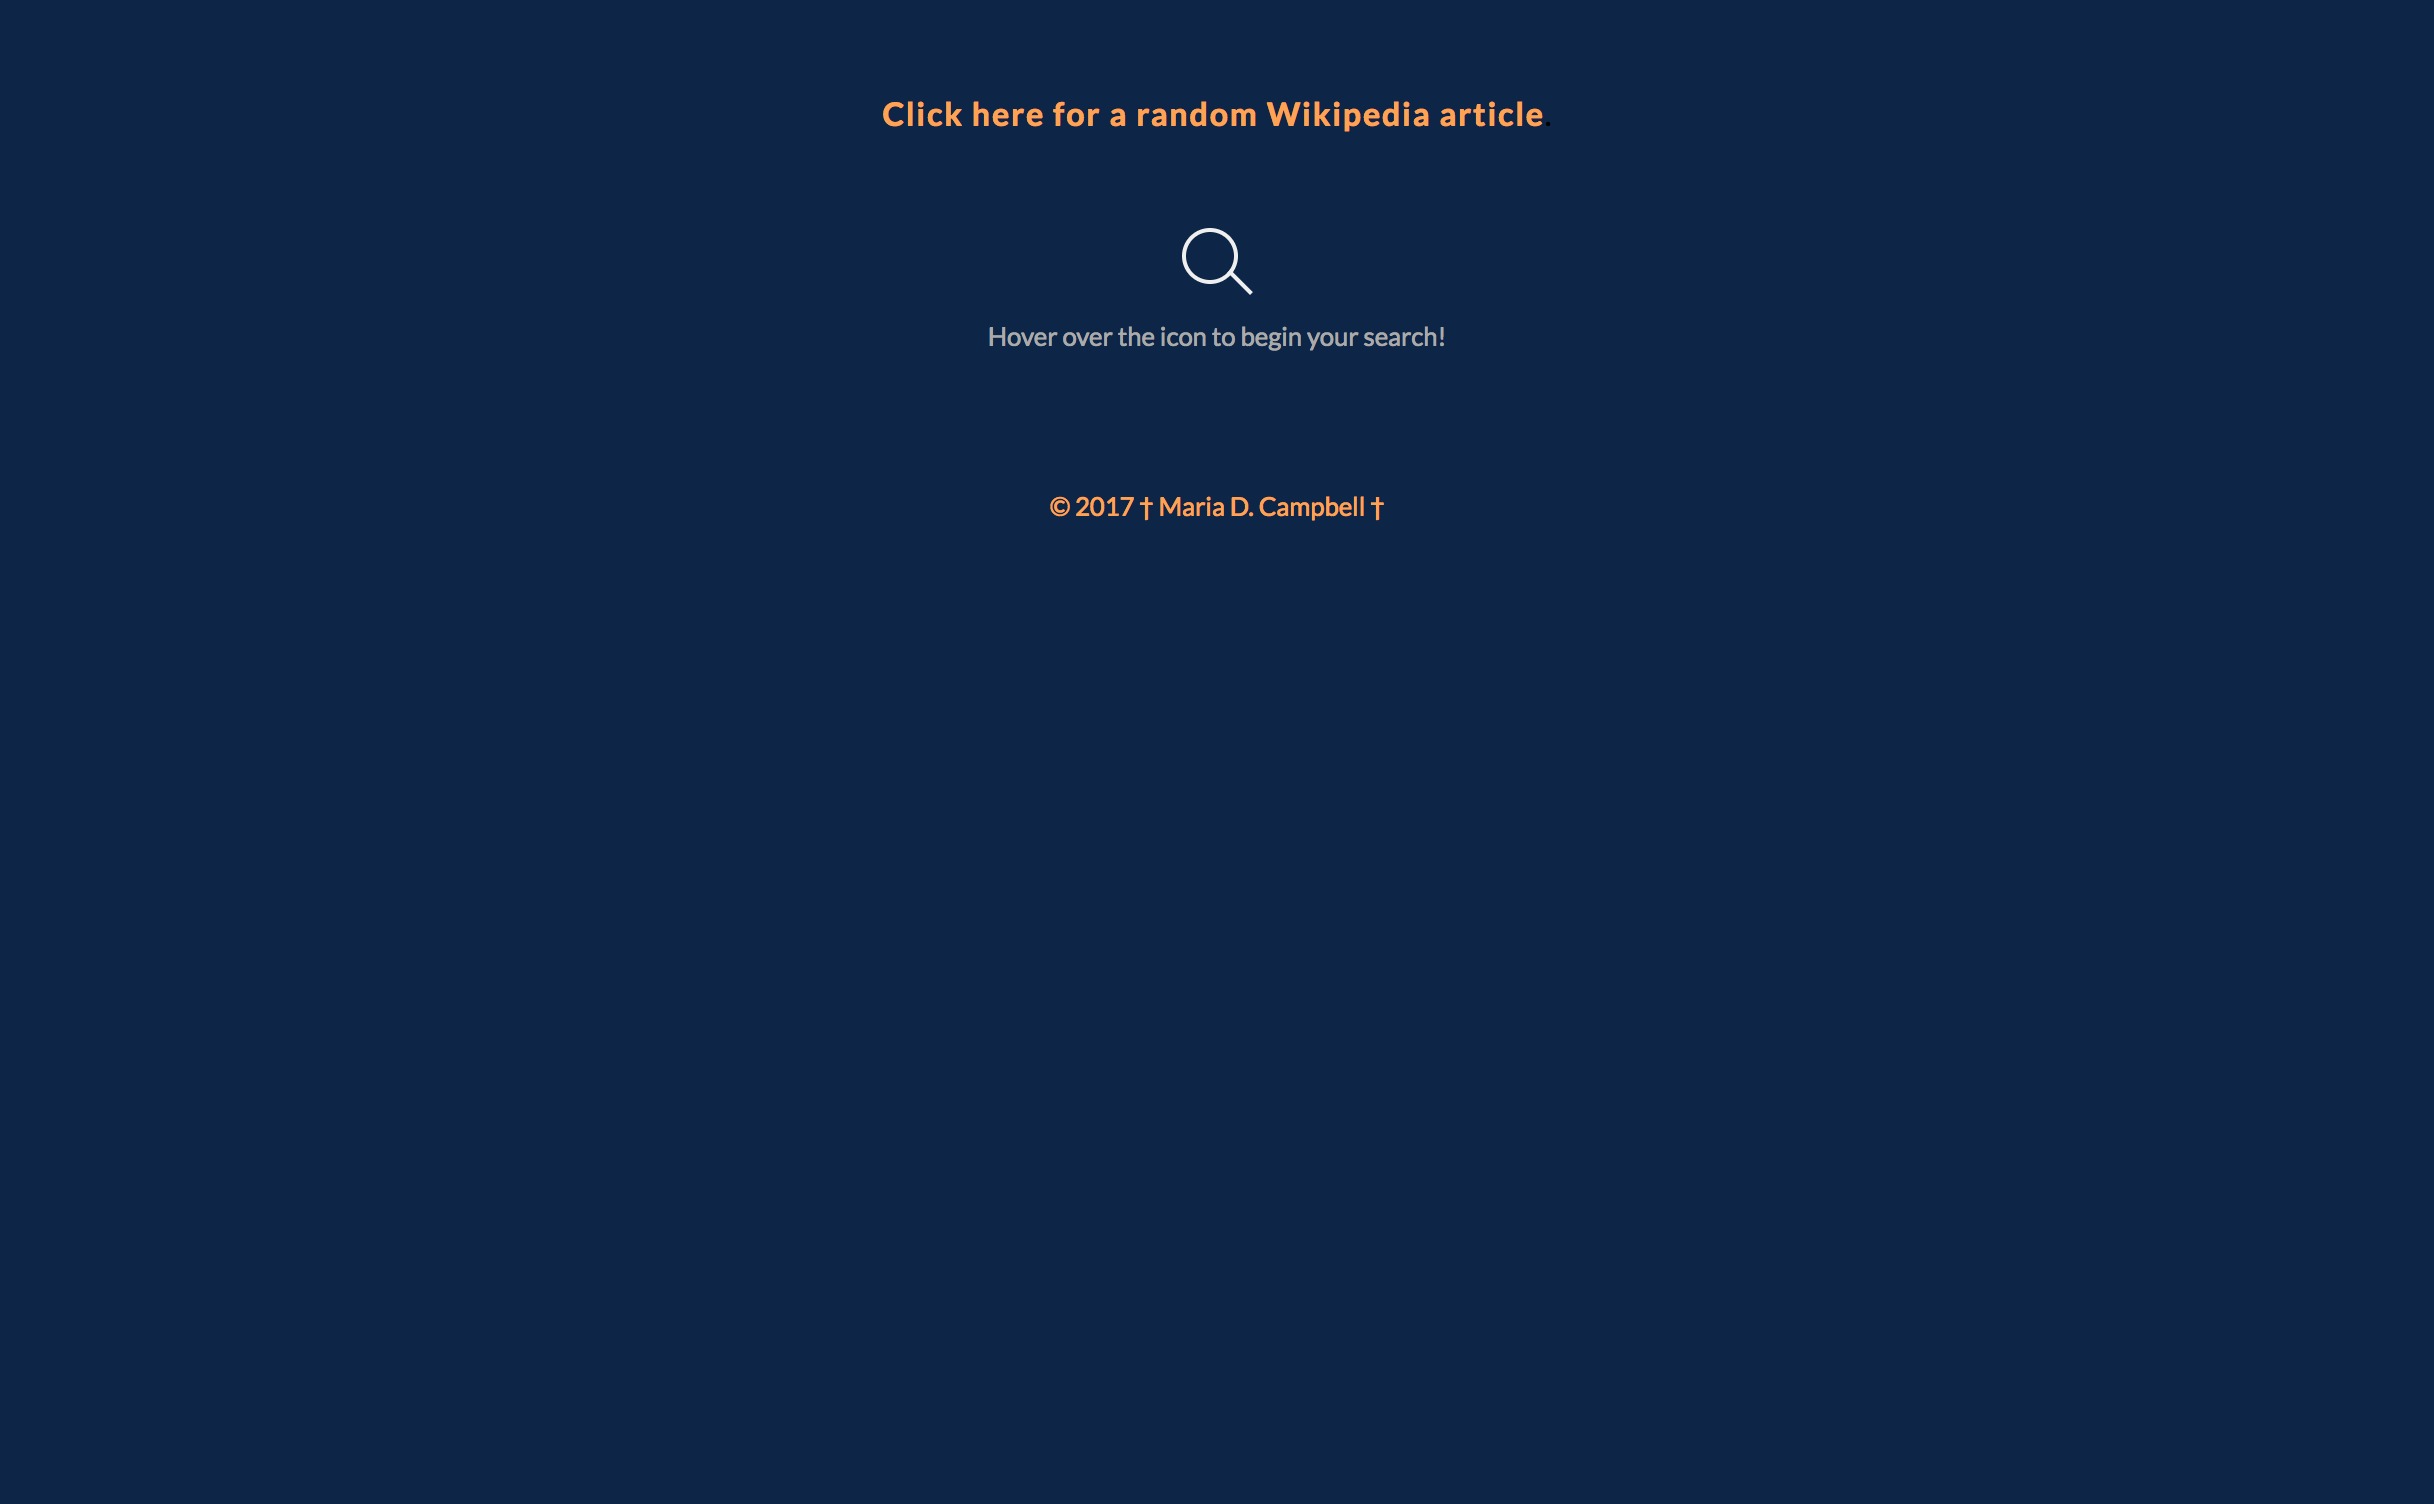 Click here for a random Wikipedia article.
Hover over the icon to begin your search!
© 2017 † Maria D. Campbell †